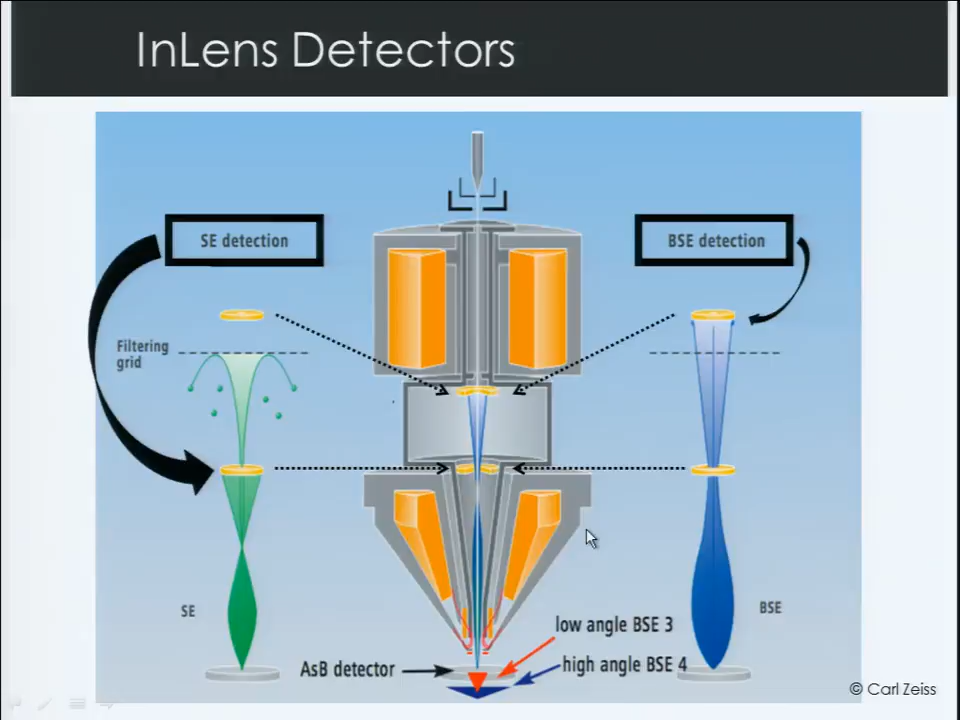 InLens Detectors
SE detection
BSE detection
Filtering
grid
SE
BSE
low angle BSE 3
AsB detector
high angle BSE 4
© Carl Zeiss